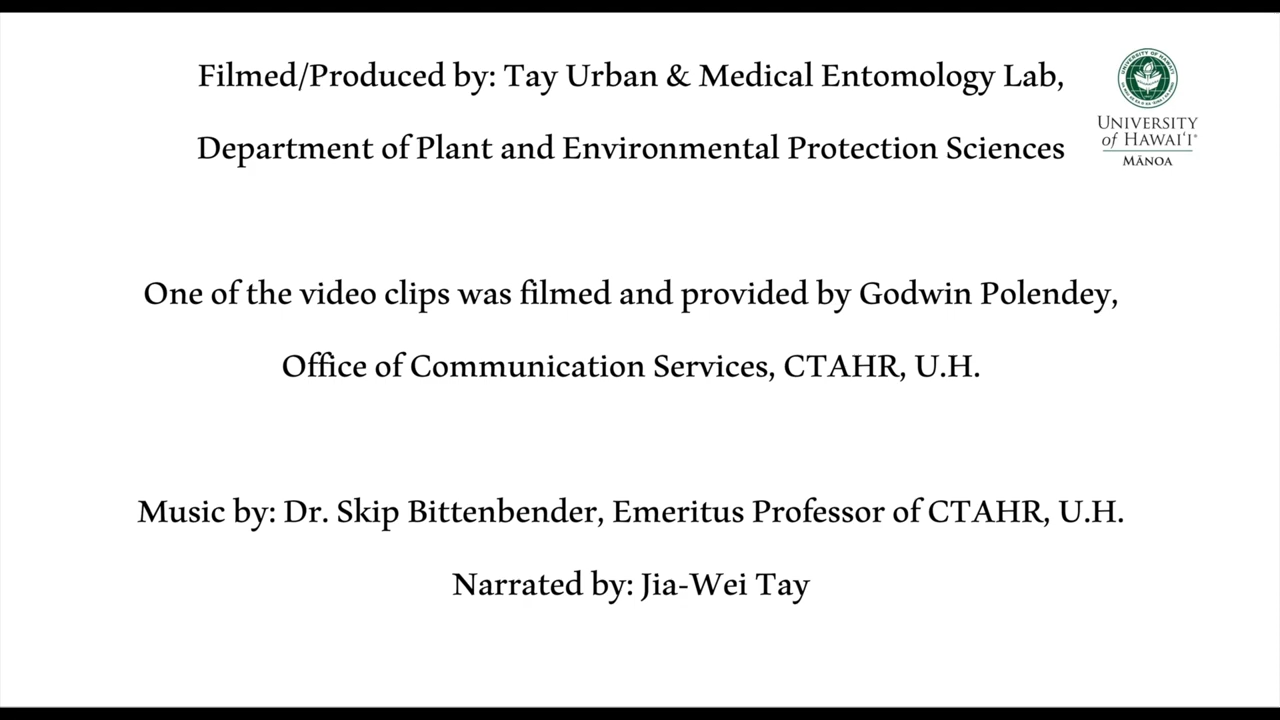 Filmed/Produced by: Tay Urban & Medical Entomology Lab,
Department of Plant and Environmental Protection Sciences
UNIVERSITY
of HAWAIʻI®
MĀNOA
One of the video clips was filmed and provided by Godwin Polendey,
Office of Communication Services, CTAHR, U.H.
Music by: Dr. Skip Bittenbender, Emeritus Professor of CTAHR, U.H.
Narrated by: Jia-Wei Tay